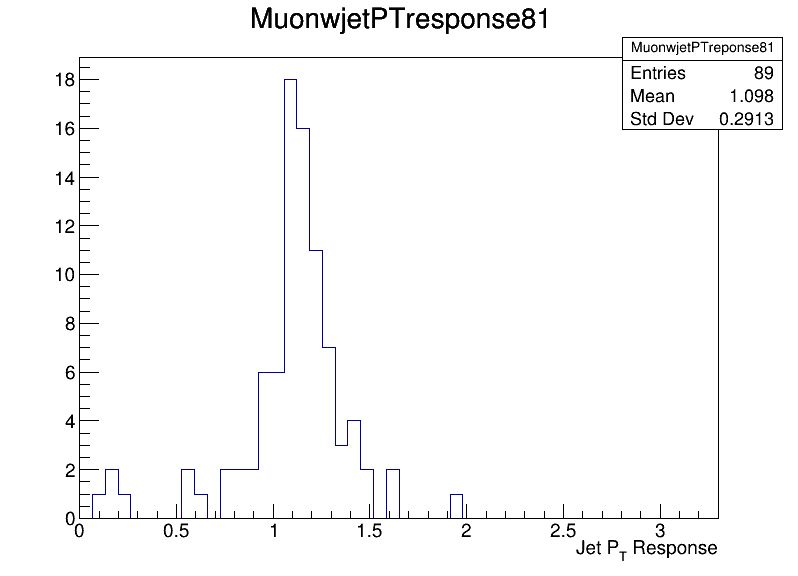 MuonwjetPTresponse81
MuonwjetPTreponse81
Entries 89
Mean 1.098
Std Dev 0.2913
18
16
14
12
10
8
6
4
2
0
0 0.5 1 1.5 2 2.5 3
Jet PT Response